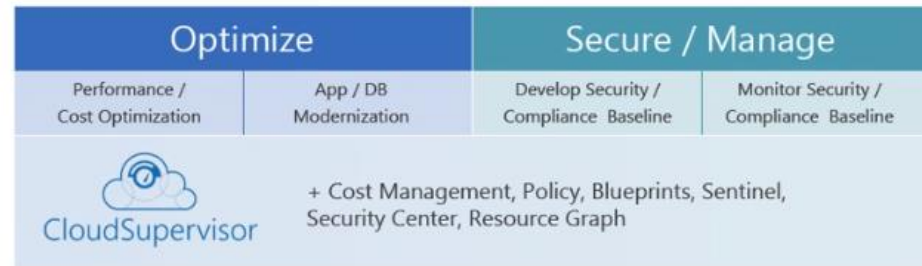 Optimize
Secure / Manage
Performance /
Cost Optimization
App / DB
Modernization
Develop Security /
Compliance Baseline
Monitor Security /
Compliance Baseline
CloudSupervisor
+ Cost Management, Policy, Blueprints, Sentinel,
Security Center, Resource Graph